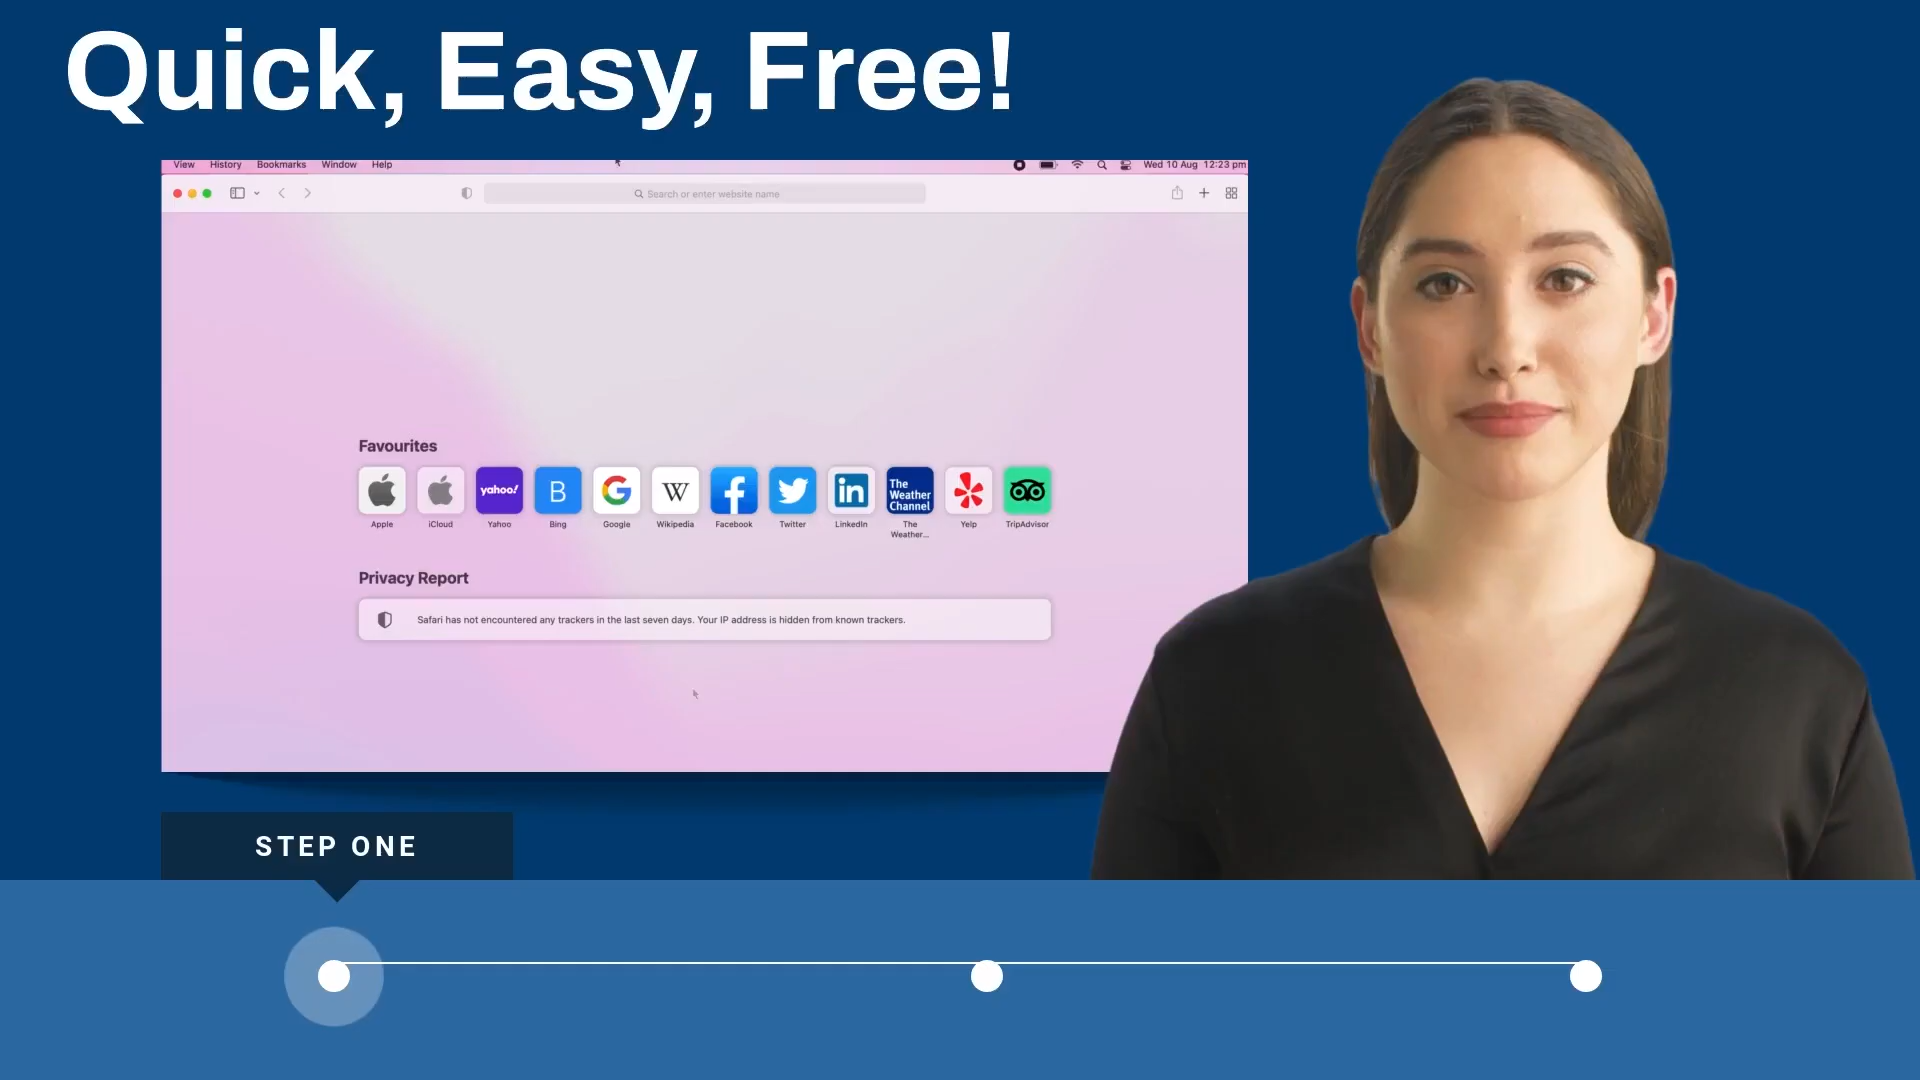 Quick, Easy, Free!
View History Bookmarks Window Help Wed 10 Aug 12:23 pm
Search or enter website name
Favourites
yahoo! B G W f in The Weather Channel
Apple iCloud Yahoo Bing Google Wikipedia Facebook Twitter LinkedIn The Weather... Yelp TripAdvisor
Privacy Report
Safari has not encountered any trackers in the last seven days. Your IP address is hidden from known trackers.
STEP ONE